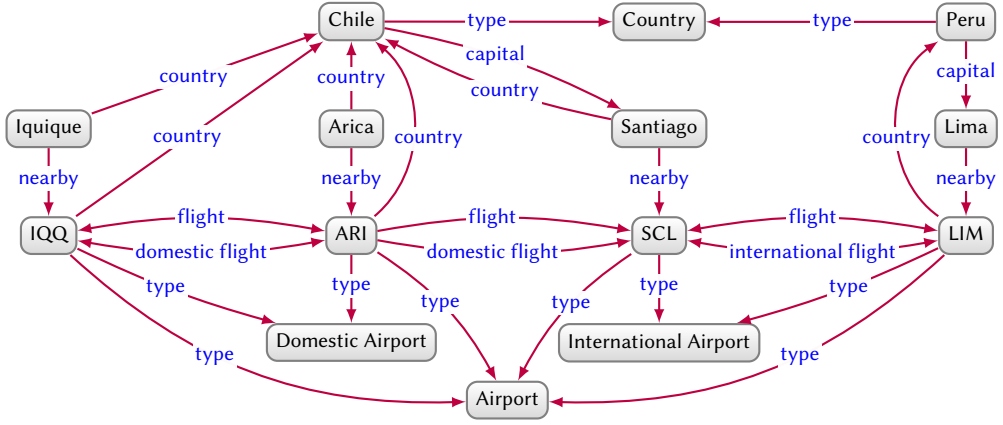 Chile
type
Country
type
Peru
capital
capital
country
country
country
Iquique
Arica
Santiago
Lima
country
country
country
nearby
nearby
nearby
nearby
flight
flight
flight
IQQ
ARI
SCL
LIM
domestic flight
domestic flight
international flight
type
type
type
type
type
type
Domestic Airport
International Airport
type
type
Airport